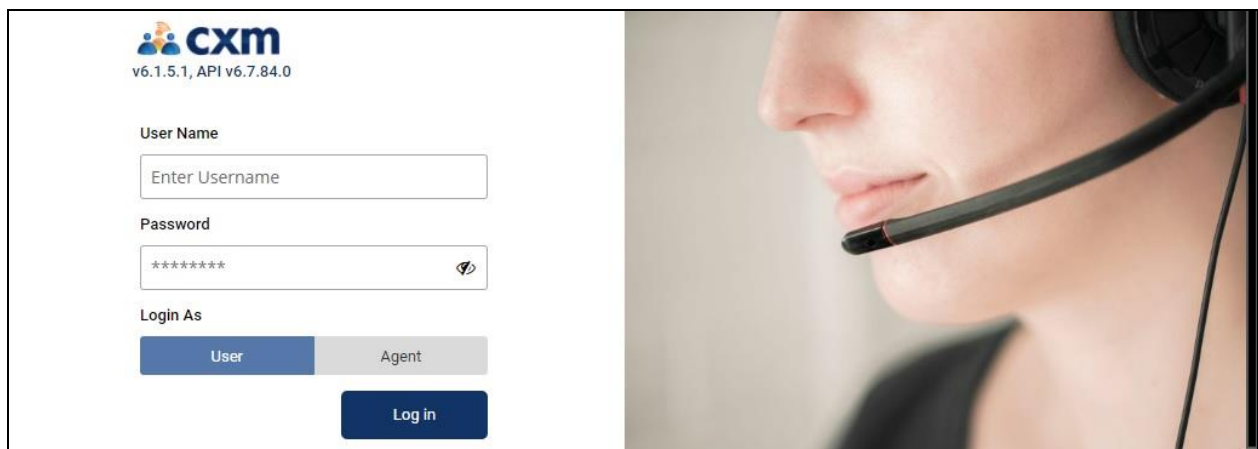 cxm
v6.1.5.1, API v6.7.84.0
User Name
Enter Username
Password
********
Login As
User Agent
Log in